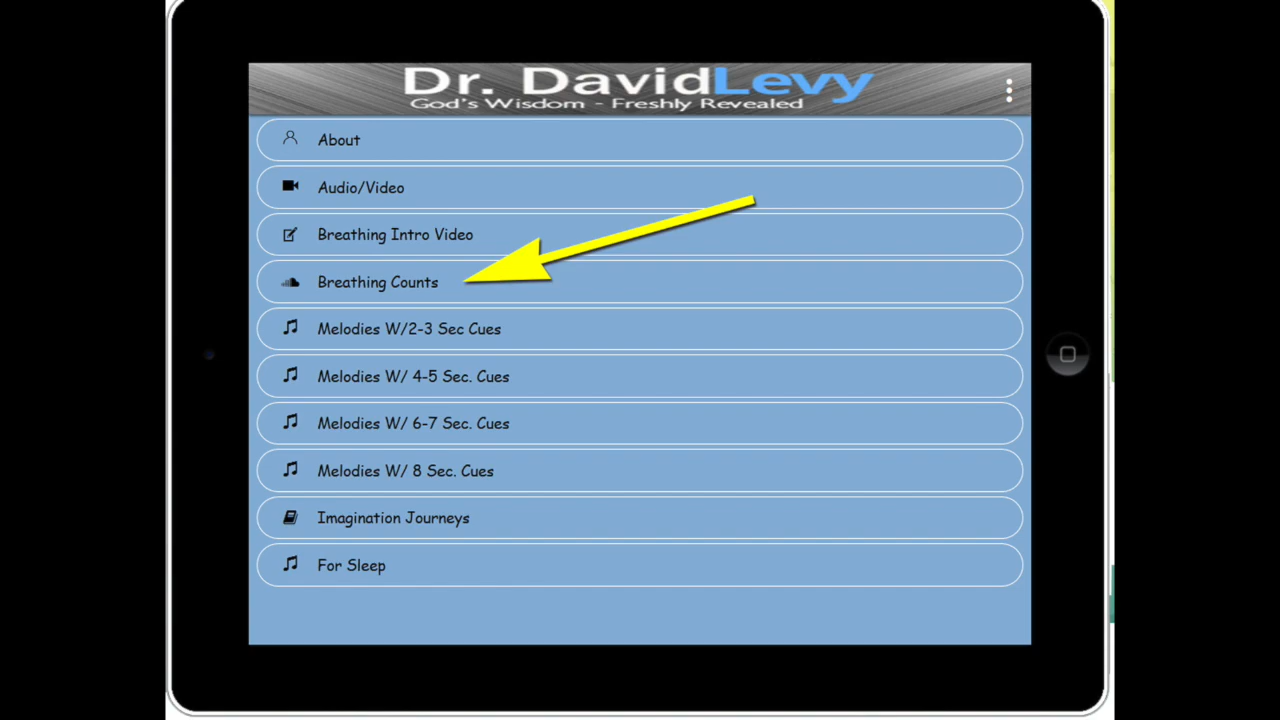 Dr. DavidLevy
God's Wisdom - Freshly Revealed
About
Audio/Video
Breathing Intro Video
Breathing Counts
Melodies W/2-3 Sec Cues
Melodies W/ 4-5 Sec. Cues
Melodies W/ 6-7 Sec. Cues
Melodies W/ 8 Sec. Cues
Imagination Journeys
For Sleep